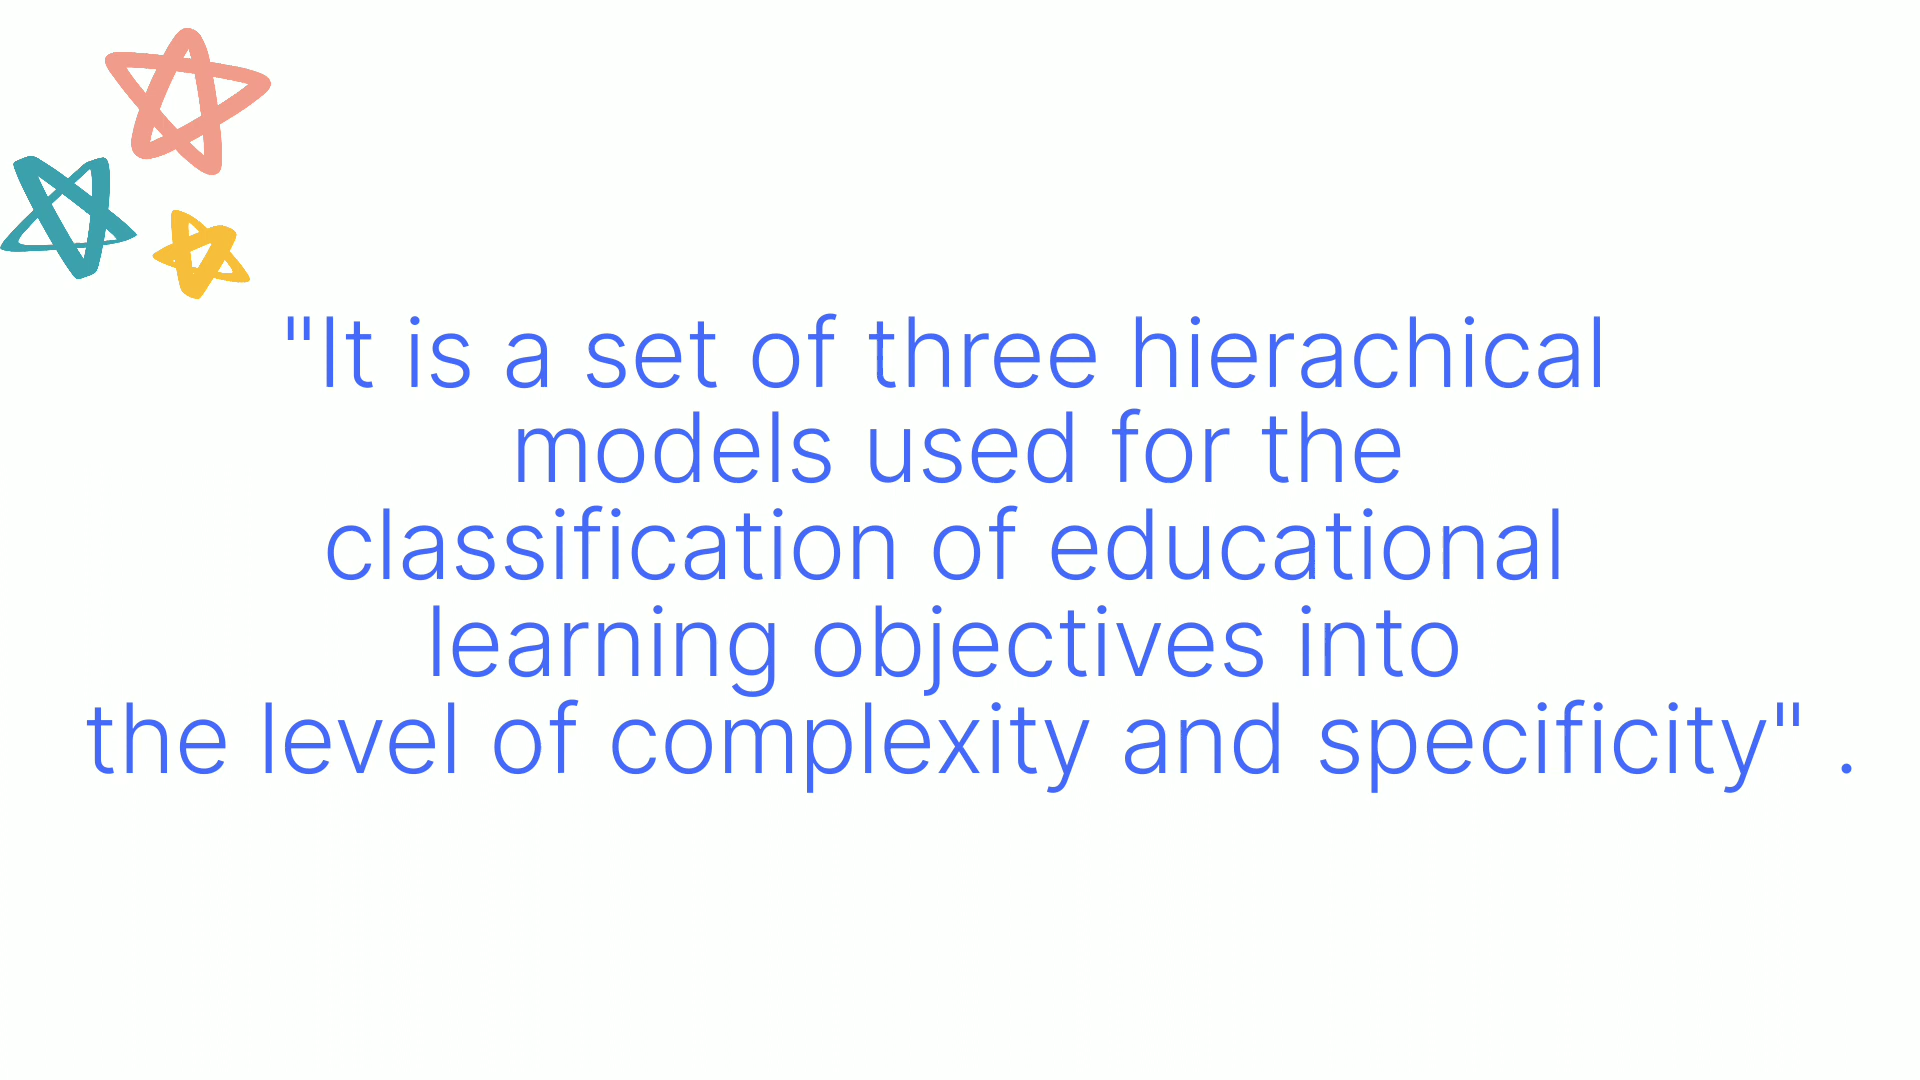 "It is a set of three hierachical
models used for the
classification of educational
learning objectives into
the level of complexity and specificity" .